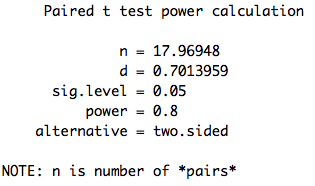 Paired t test power calculation
n = 17.96948
d = 0.7013959
sig.level = 0.05
power = 0.8
alternative = two.sided
NOTE: n is number of *pairs*